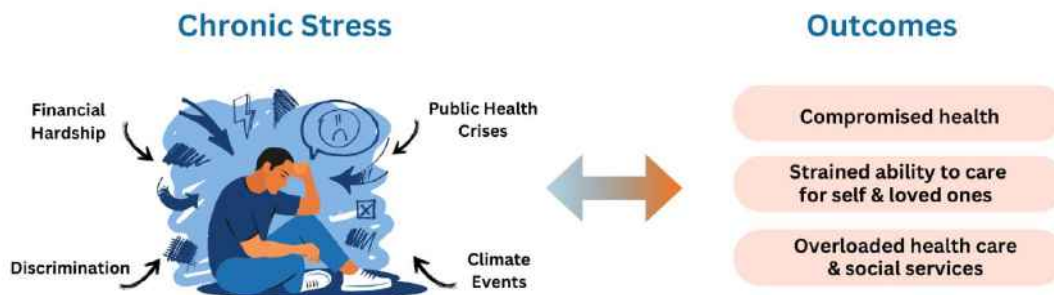 Chronic Stress
Financial
Hardship
Public Health
Crises
Discrimination
Climate
Events
Outcomes
Compromised health
Strained ability to care
for self & loved ones
Overloaded health care
& social services